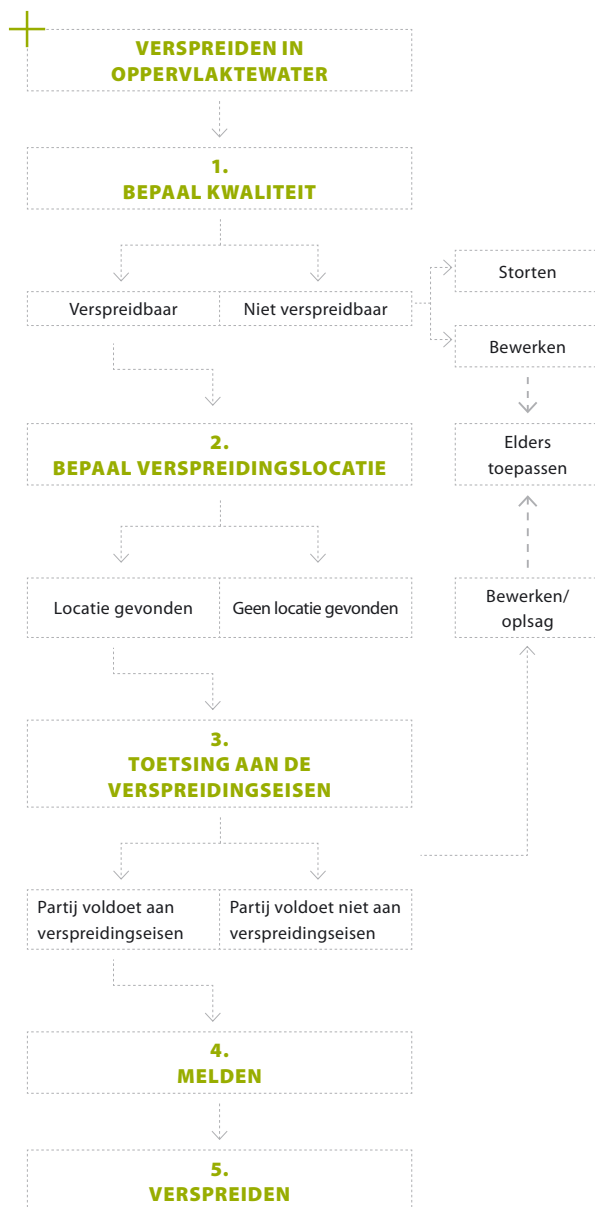 VERSPREIDEN IN
OPPERVLAKTEWATER
1.
BEPAAL KWALITEIT
Storten
Verspreidbaar
Niet verspreidbaar
Bewerken
2.
BEPAAL VERSPREIDINGSLOCATIE
Elders
toepassen
Locatie gevonden
Geen locatie gevonden
Bewerken/
oplsag
3.
TOETSING AAN DE
VERSPREIDINGSEISEN
Partij voldoet aan
verspreidingseisen
Partij voldoet niet aan
verspreidingseisen
4.
MELDEN
5.
VERSPREIDEN